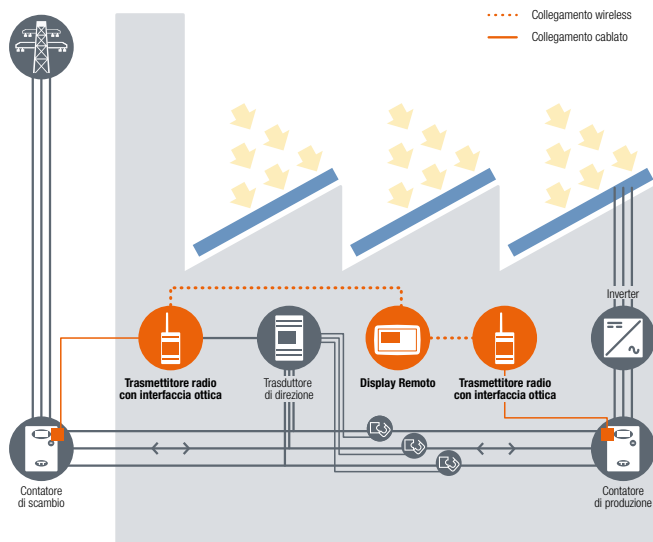 Collegamento wireless
Collegamento cablato
Inverter
Trasmettitore radio
con interfaccia ottica
Trasduttore
di direzione
Display Remoto
Trasmettitore radio
con interfaccia ottica
Contatore
di scambio
Contatore
di produzione